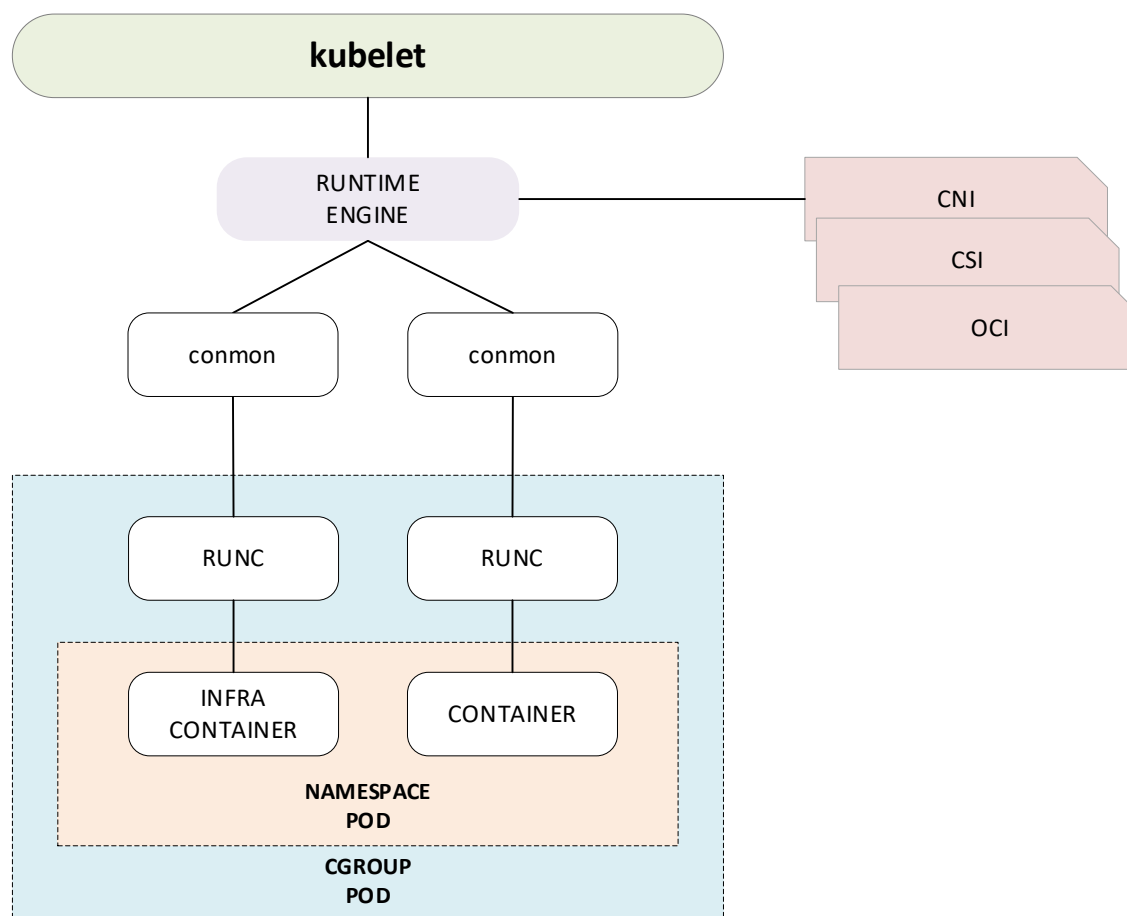 kubelet
RUNTIME
ENGINE
CNI
CSI
OCI
conmon
conmon
RUNC
RUNC
INFRA
CONTAINER
CONTAINER
NAMESPACE
POD
CGROUP
POD